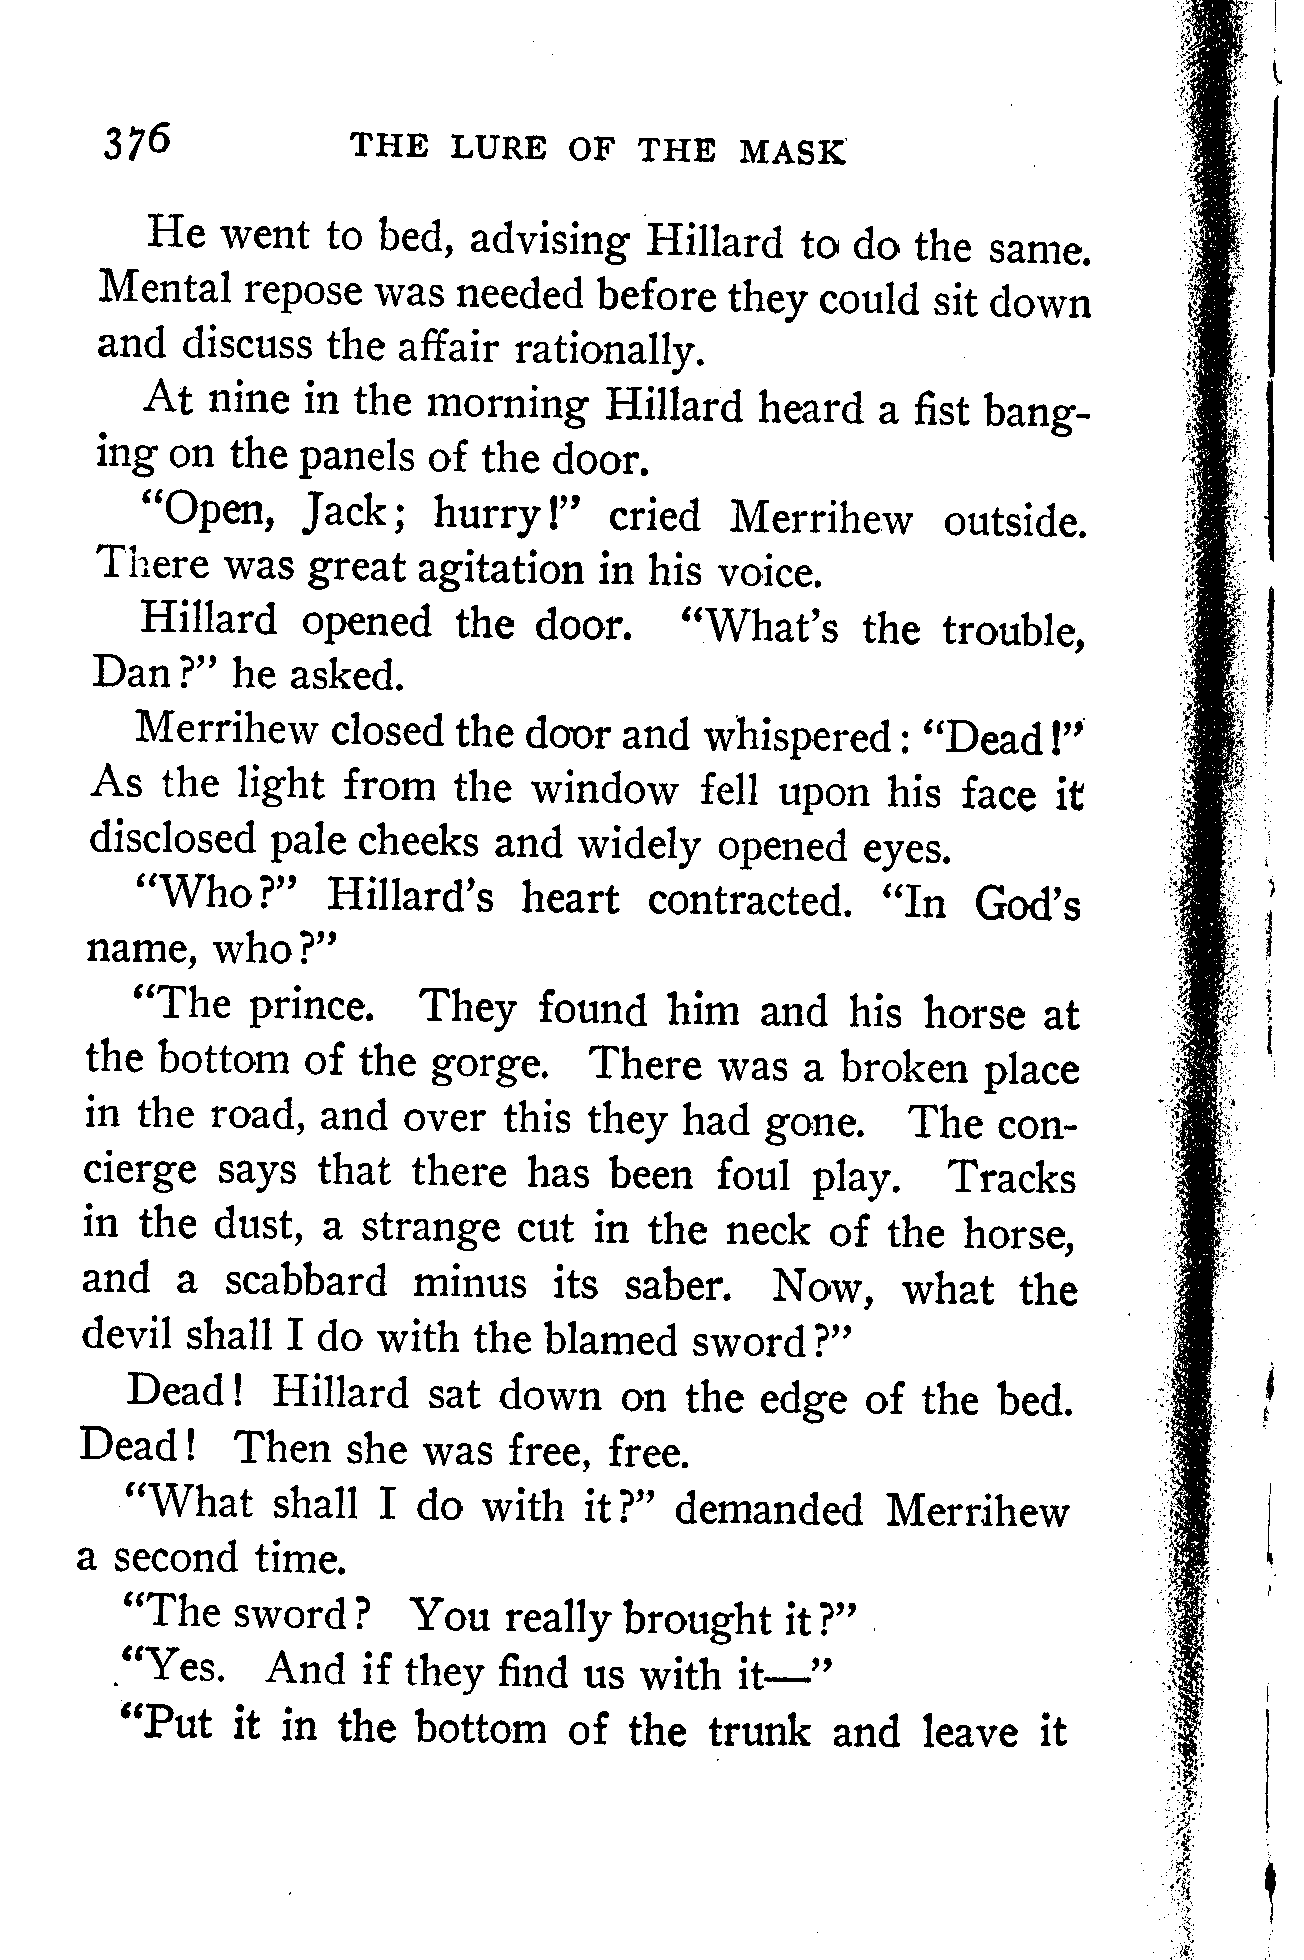 376 THE LURE OF THE MASK
He went to bed, advising Hillard to do the same.
Mental repose was needed before they could sit down
and discuss the affair rationally.
At nine in the morning Hillard heard a fist bang-
ing on the panels of the door.
“Open, Jack; hurry!” cried Merrihew outside.
There was great agitation in his voice.
Hillard opened the door. “What’s the trouble,
Dan?” he asked.
Merrihew closed the door and whispered: “Dead!”
As the light from the window fell upon his face it
disclosed pale cheeks and widely opened eyes.
“Who?” Hillard’s heart contracted. “In God’s
name, who?”
“The prince. They found him and his horse at
the bottom of the gorge. There was a broken place
in the road, and over this they had gone. The con-
cierge says that there has been foul play. Tracks
in the dust, a strange cut in the neck of the horse,
and a scabbard minus its saber. Now, what the
devil shall I do with the blamed sword?”
Dead! Hillard sat down on the edge of the bed.
Dead! Then she was free, free.
“What shall I do with it?” demanded Merrihew
a second time.
“The sword? You really brought it?”
“Yes. And if they find us with it—”
“Put it in the bottom of the trunk and leave it